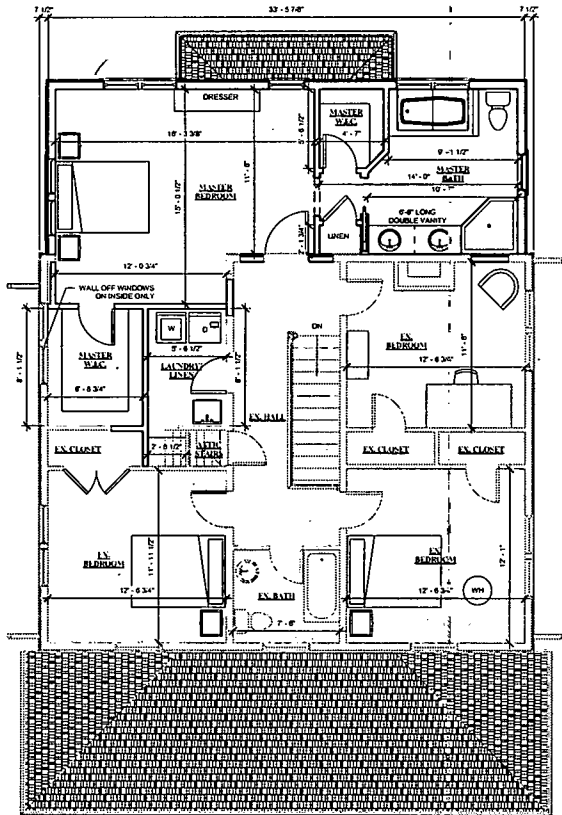 7 1/2"
33' - 5 7/8"
7 1/2"
DRESSER
MASTER
W.I.C.
5' - 6 1/2"
4' - 7"
16' - 3 3/8"
11' - 8"
9' - 1 1/2"
MASTER
BATH
14' - 0"
10' - 7"
MASTER
BEDROOM
15' - 0 1/2"
6'-8" LONG
DOUBLE VANITY
LINEN
1 3/4"
12' - 0 3/4"
WALL OFF WINDOWS
ON INSIDE ONLY
W
D
5' - 6 1/2"
LAUNDRY/
LINEN
DN
EX.
BEDROOM
12' - 6 3/4"
11' - 8"
MASTER
W.I.C.
8' - 1 1/2"
6' - 8 3/4"
8' - 1 1/2"
EX. HALL
2' - 8 1/2"
ATTIC
STAIRS
EX. CLOSET
EX. CLOSET
EX. CLOSET
EX.
BEDROOM
11' - 11 1/2"
12' - 6 3/4"
EX. BATH
7' - 8"
EX.
BEDROOM
12' - 6 3/4"
12' - 1"
WH